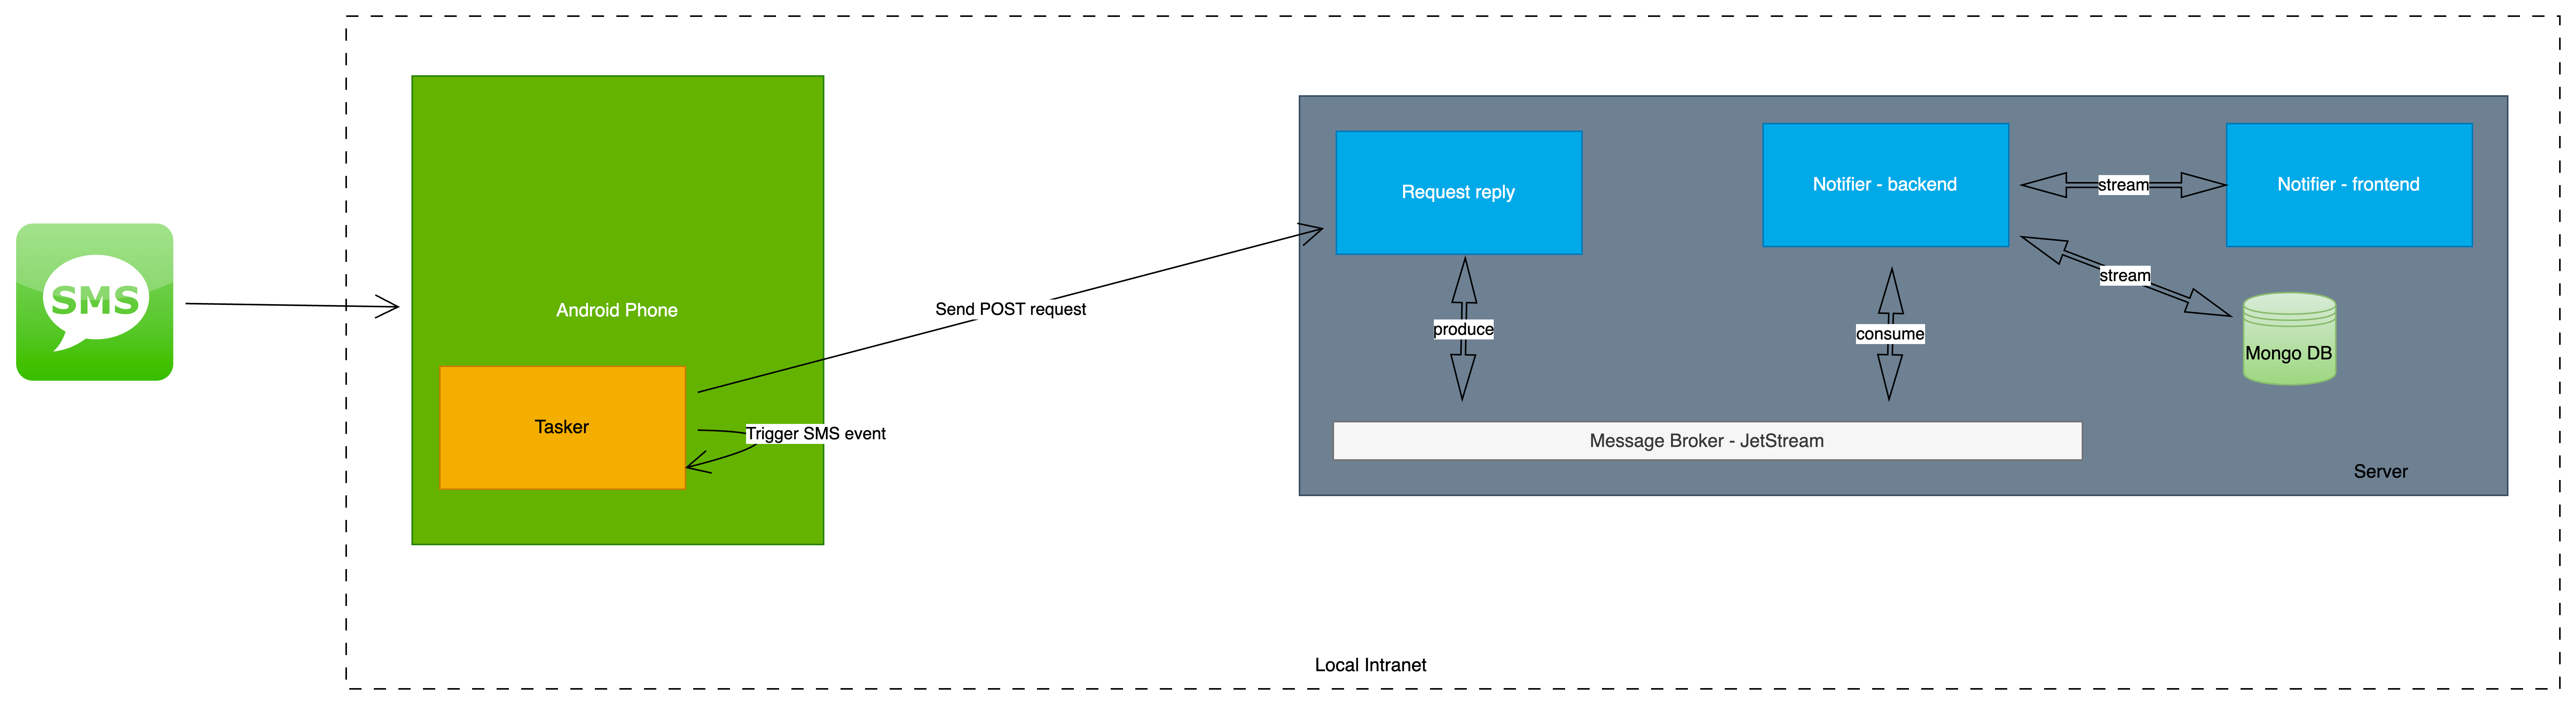 SMS
Android Phone
Tasker
Trigger SMS event
Send POST request
Request reply
Notifier - backend
stream
Notifier - frontend
stream
produce
consume
Mongo DB
Message Broker - JetStream
Server
Local Intranet